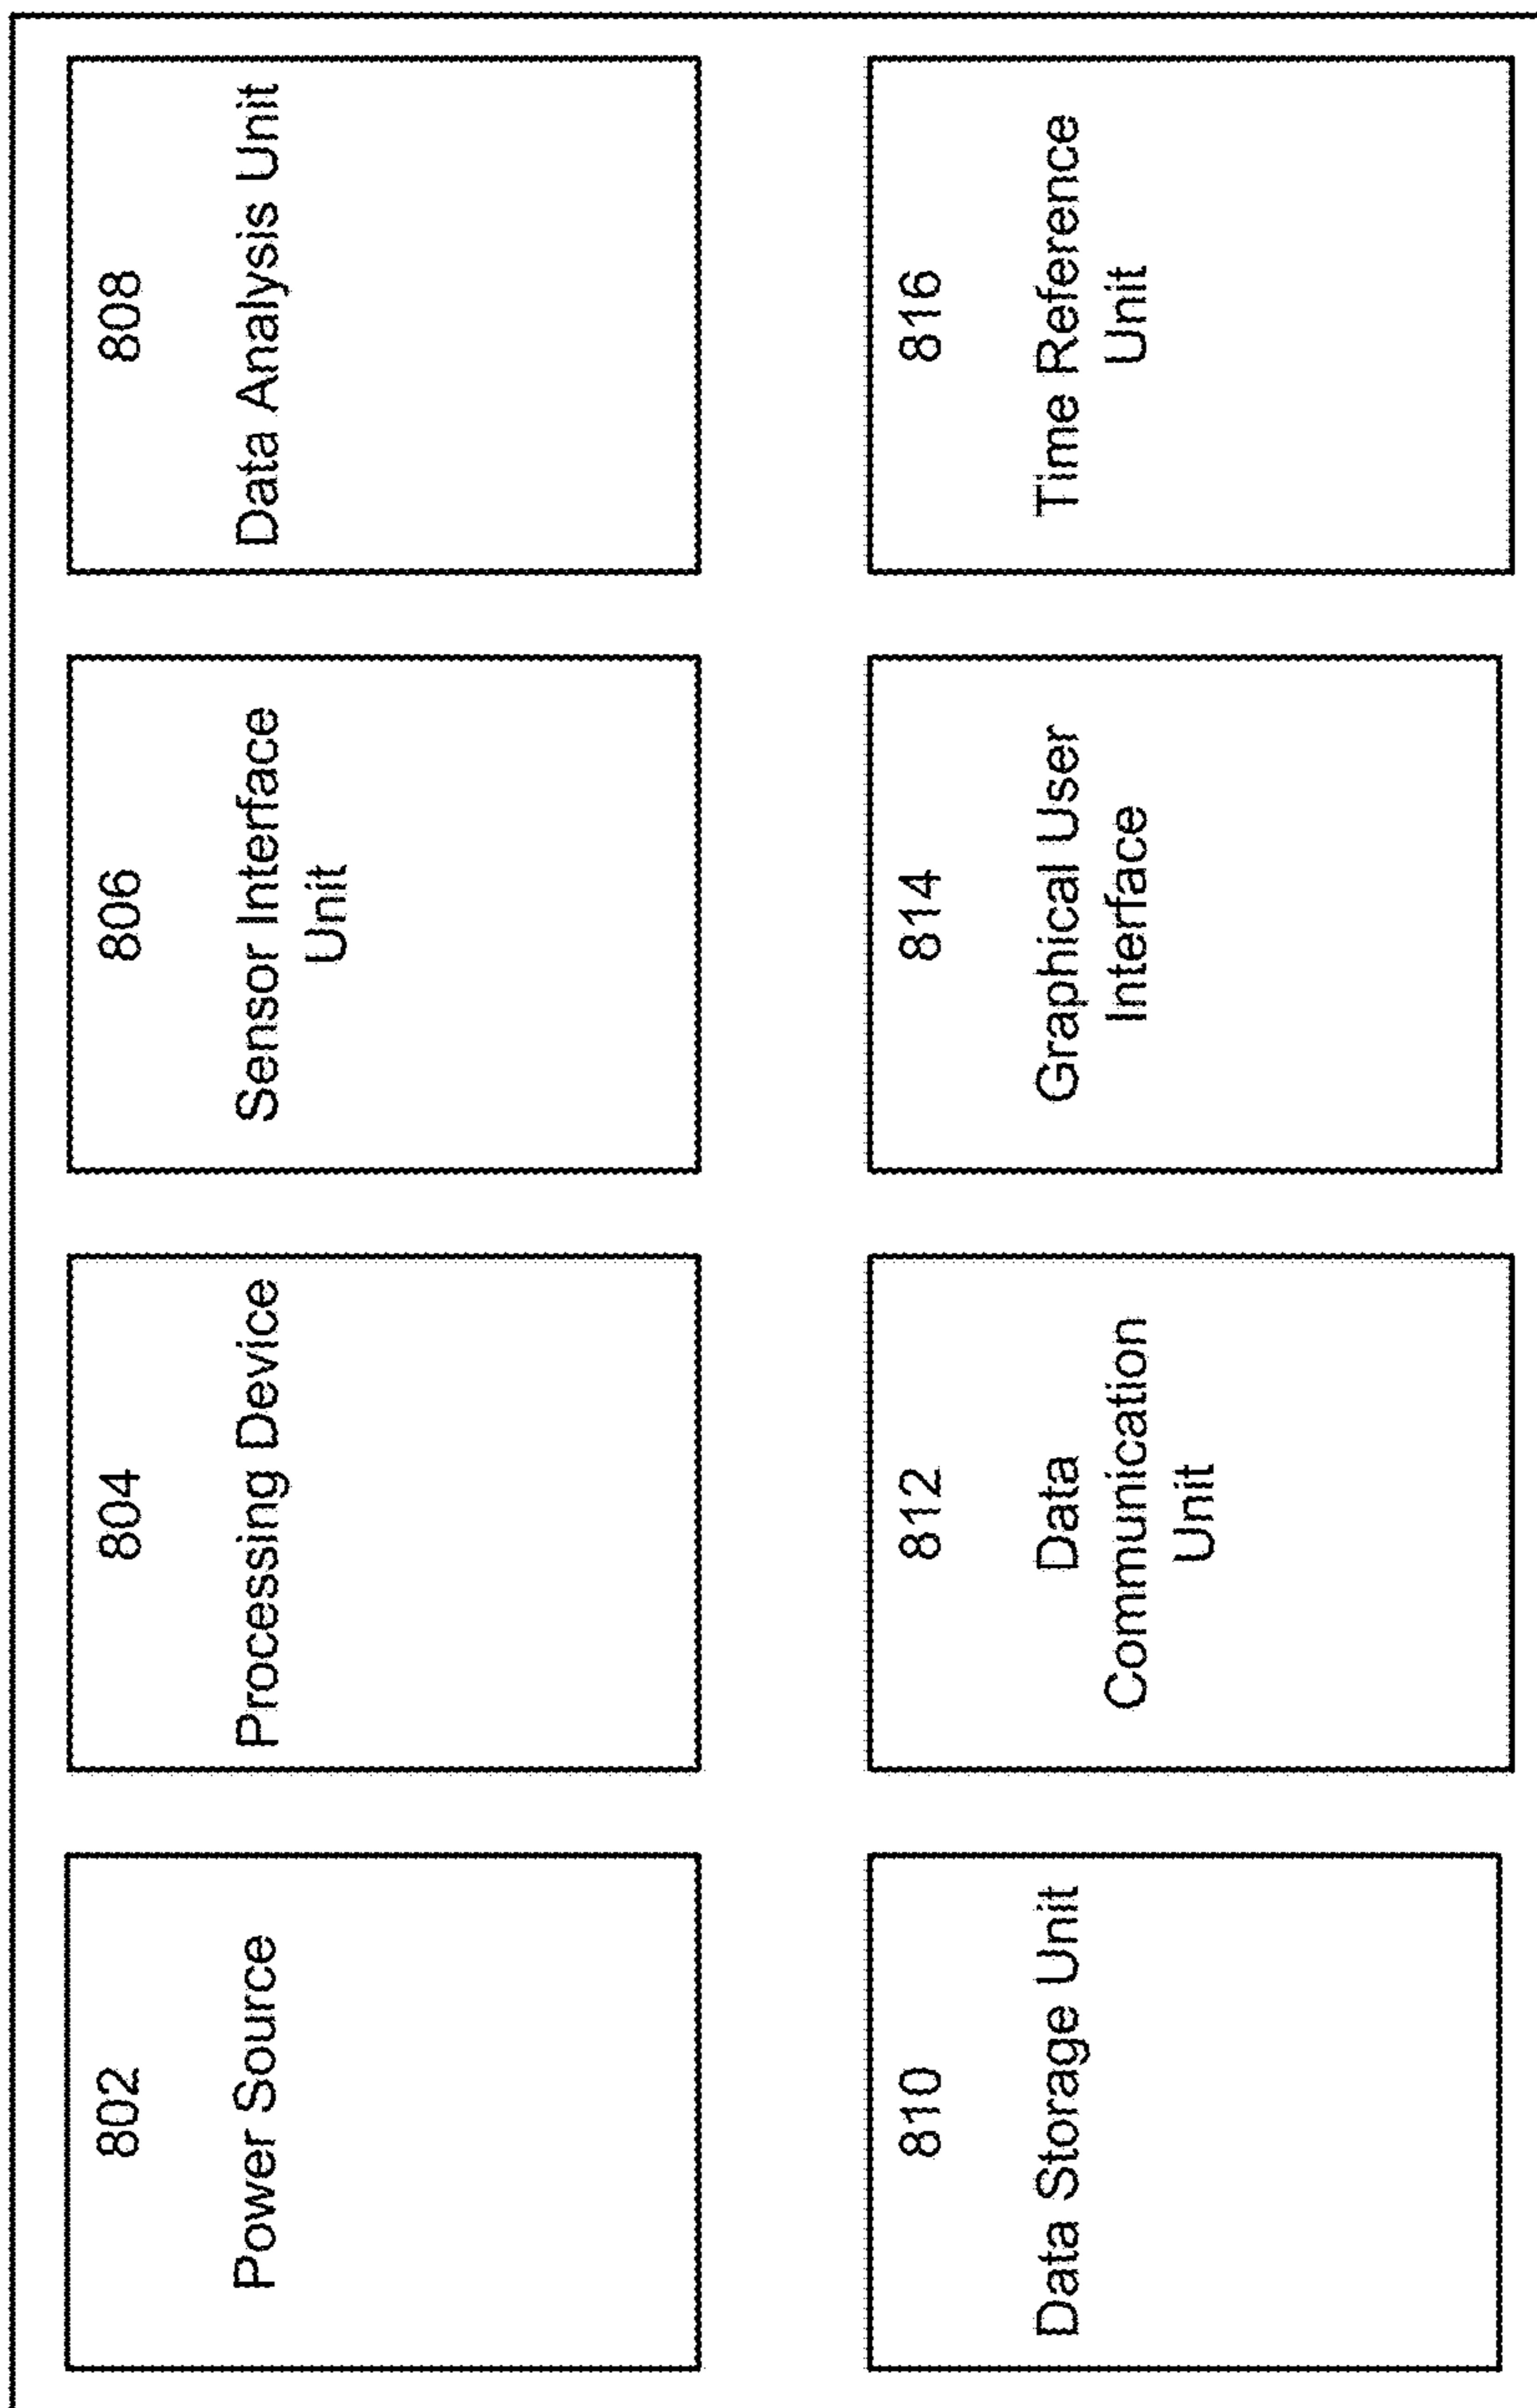 802
Power Source
804
Processing Device
806
Sensor Interface
Unit
808
Data Analysis Unit
810
Data Storage Unit
812
Data
Communication
Unit
814
Graphical User
Interface
816
Time Reference
Unit